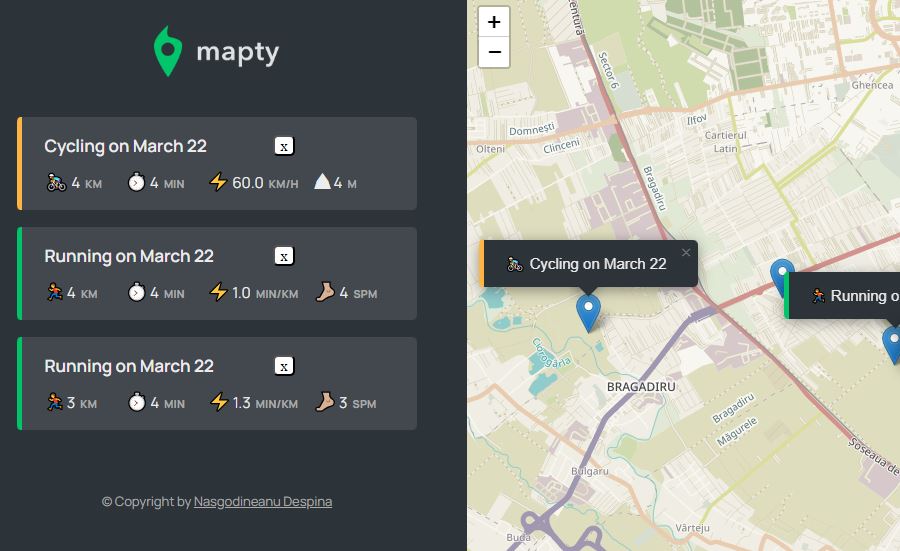 mapty
Cycling on March 22
x
4 KM
4 MIN
60.0 KM/H
4 M
Running on March 22
x
4 KM
4 MIN
1.0 MIN/KM
4 SPM
Running on March 22
x
3 KM
4 MIN
1.3 MIN/KM
3 SPM
© Copyright by Nasgodineanu Despina
+
−
Sector 6
Ghencea
Ilfov
Domnești
Clinceni
Olteni
Cartierul
Latin
Bragadiru
Cycling on March 22
×
Running o
Ciorogârla
BRAGADIRU
Bragadiru
Măgurele
Șoseaua de
Bulgaru
Vârteju
Buda